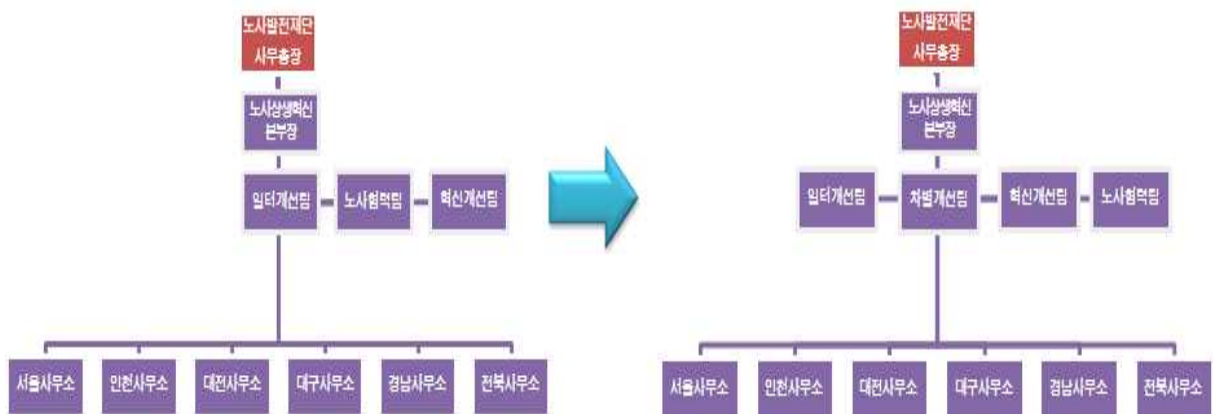 노사발전재단
사무총장
노사상생혁신
본부장
일터개선팀
노사협력팀
혁신개선팀
서울사무소
인천사무소
대전사무소
대구사무소
경남사무소
전북사무소
노사발전재단
사무총장
노사상생혁신
본부장
일터개선팀
차별개선팀
혁신개선팀
노사협력팀
서울사무소
인천사무소
대전사무소
대구사무소
경남사무소
전북사무소